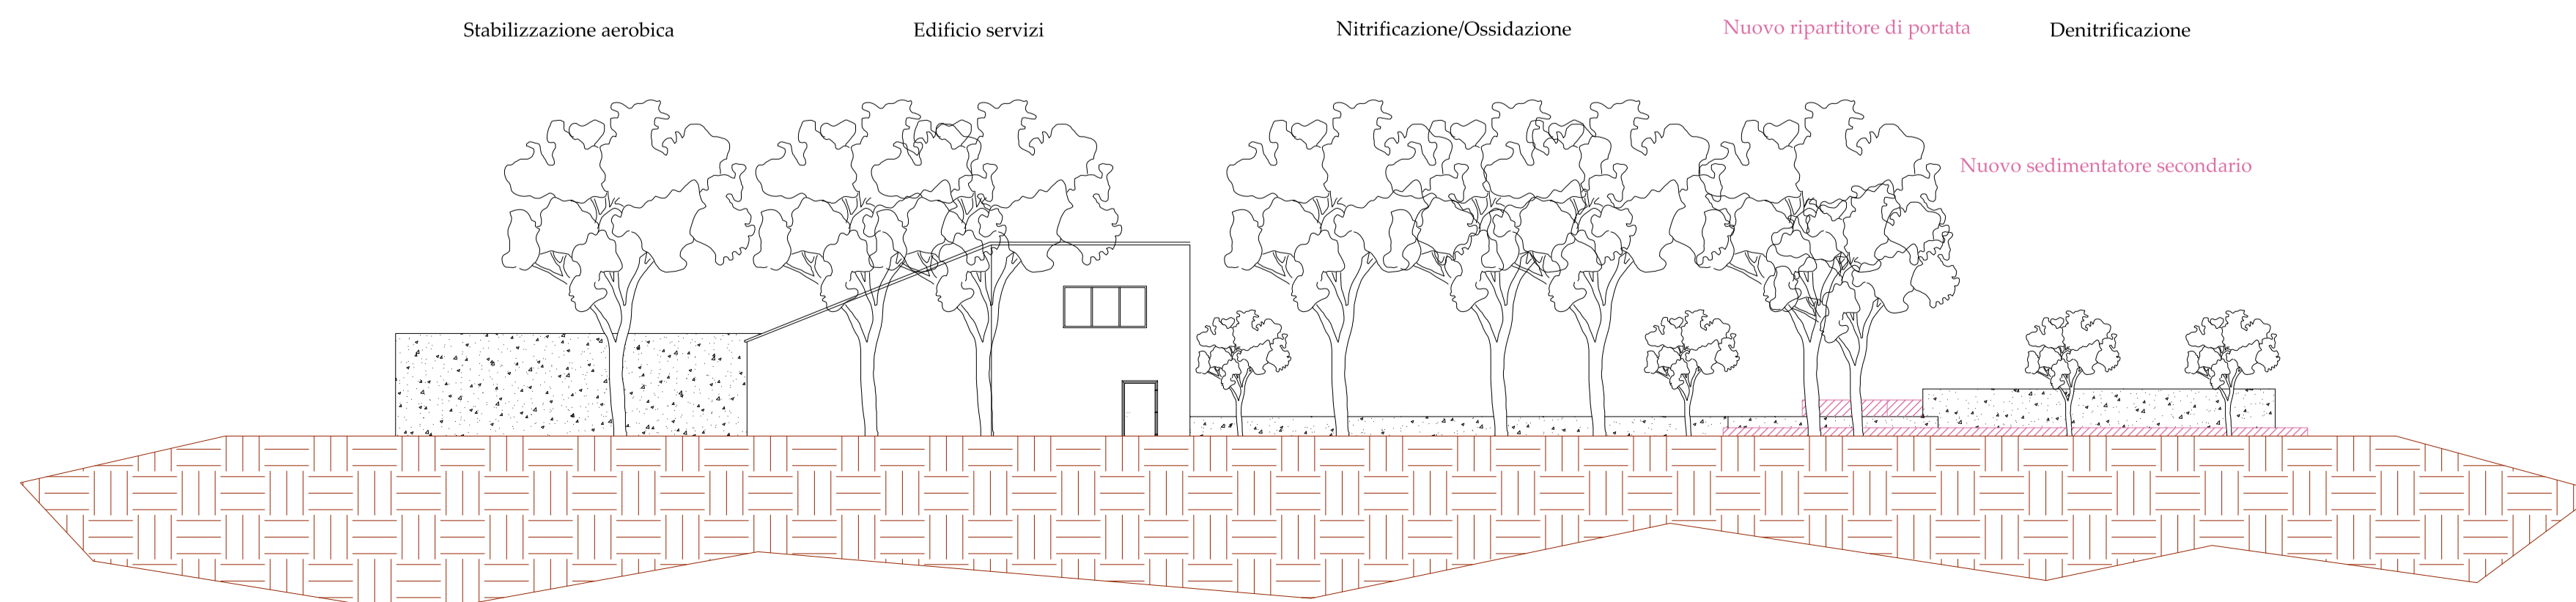 Stabilizzazione aerobica
Edificio servizi
Nitrificazione/Ossidazione
Nuovo ripartitore di portata
Denitrificazione
Nuovo sedimentatore secondario